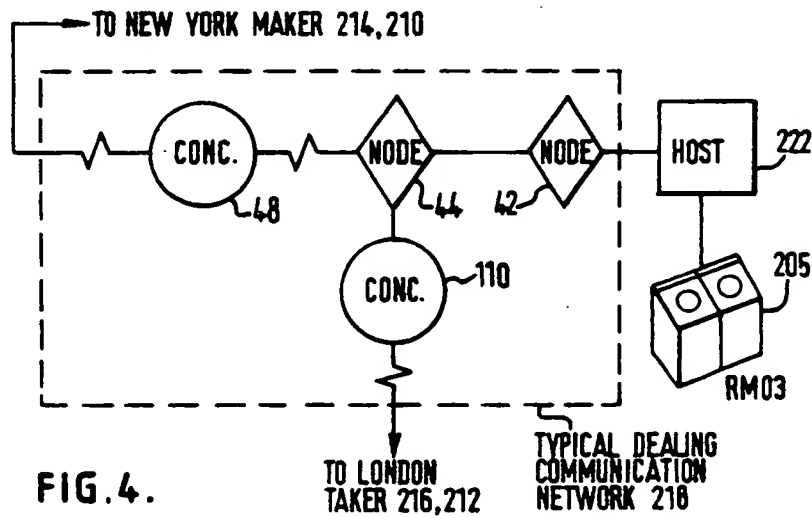 TO NEW YORK MAKER 214,210
CONC.
48
NODE
44
NODE
42
HOST
222
CONC.
110
205
RM03
TO LONDON
TAKER 216,212
TYPICAL DEALING
COMMUNICATION
NETWORK 218
FIG.4.